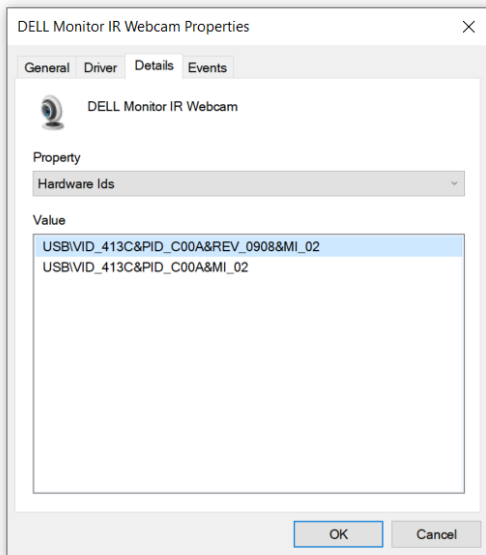 DELL Monitor IR Webcam Properties
General Driver Details Events
DELL Monitor IR Webcam
Property
Hardware Ids
Value
USB\VID_413C&PID_C00A&REV_0908&MI_02
USB\VID_413C&PID_C00A&MI_02
OK Cancel